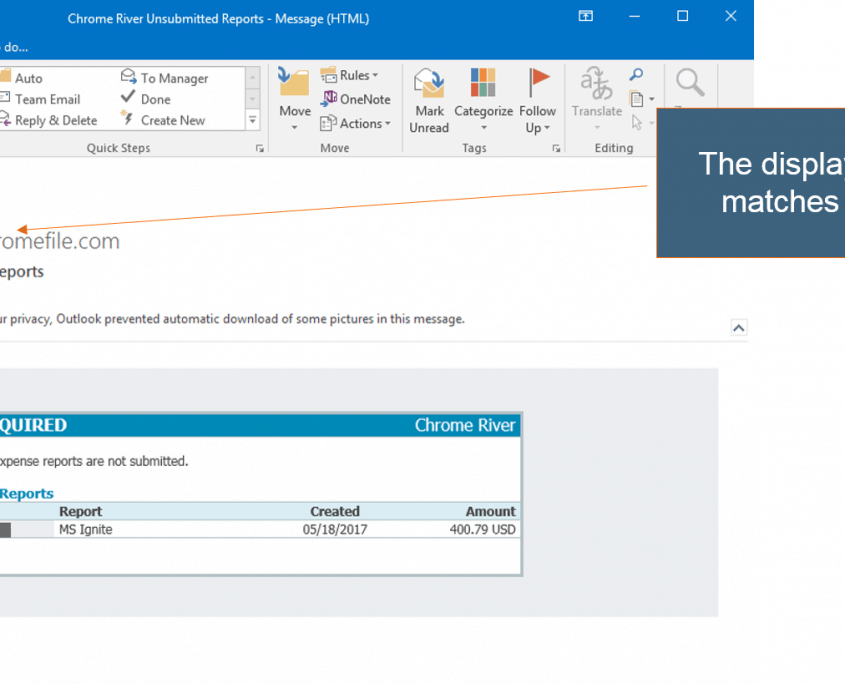 Chrome River Unsubmitted Reports - Message (HTML)
do...
Auto
To Manager
Team Email
Done
Reply & Delete
Create New
Quick Steps
Move
Rules
OneNote
Actions
Move
Mark Unread
Categorize
Follow Up
Tags
Translate
Editing
The display
matches
romefile.com
eports
ur privacy, Outlook prevented automatic download of some pictures in this message.
QUIRED
Chrome River
xpense reports are not submitted.
Reports
Report Created Amount
MS Ignite 05/18/2017 400.79 USD